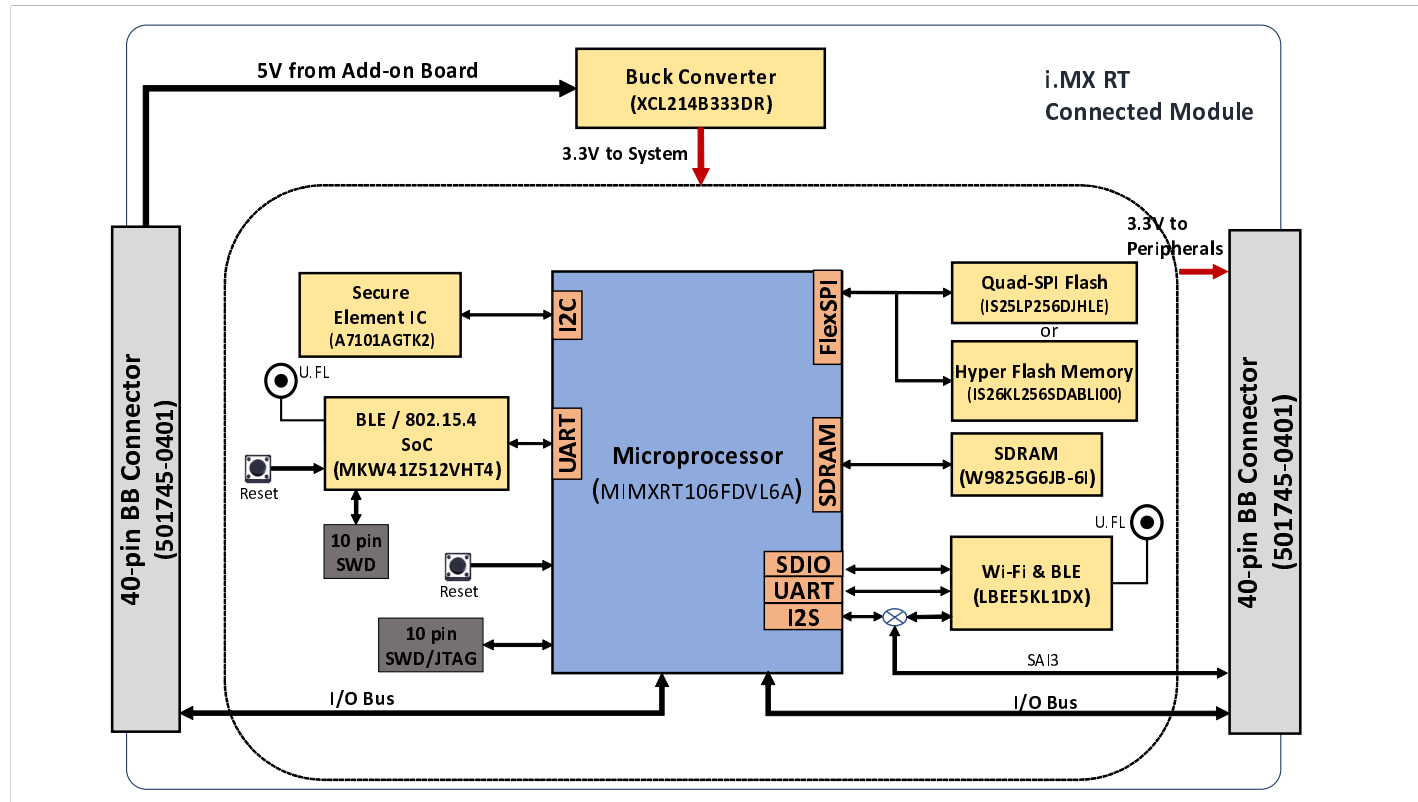 5V from Add-on Board
Buck Converter
(XCL214B333DR)
i.MX RT
Connected Module
3.3V to System
3.3V to
Peripherals
40-pin BB Connector
(501745-0401)
Secure
Element IC
(A7101AGTK2)
I2C
U.FL
BLE / 802.15.4
SoC
(MKW41Z512VHT4)
UART
Reset
10 pin
SWD
Reset
10 pin
SWD/JTAG
I/O Bus
Microprocessor
(MIMXRT106FDVL6A)
FlexSPI
SDRAM
SDIO
UART
I2S
Quad-SPI Flash
(IS25LP256DJHLE)
or
Hyper Flash Memory
(IS26KL256SDABLI00)
SDRAM
(W9825G6JB-6I)
U.FL
Wi-Fi & BLE
(LBEE5KL1DX)
SAI3
I/O Bus
40-pin BB Connector
(501745-0401)